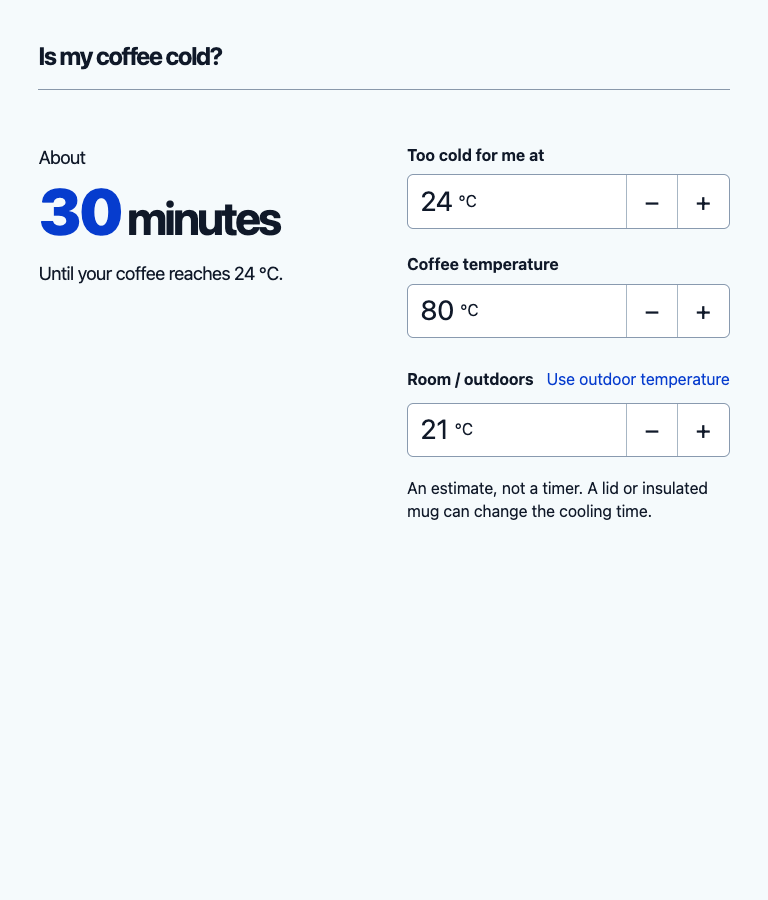 Is my coffee cold?
About
30 minutes
Until your coffee reaches 24 °C.
Too cold for me at
24 °C − +
Coffee temperature
80 °C − +
Room / outdoors Use outdoor temperature
21 °C − +
An estimate, not a timer. A lid or insulated
mug can change the cooling time.